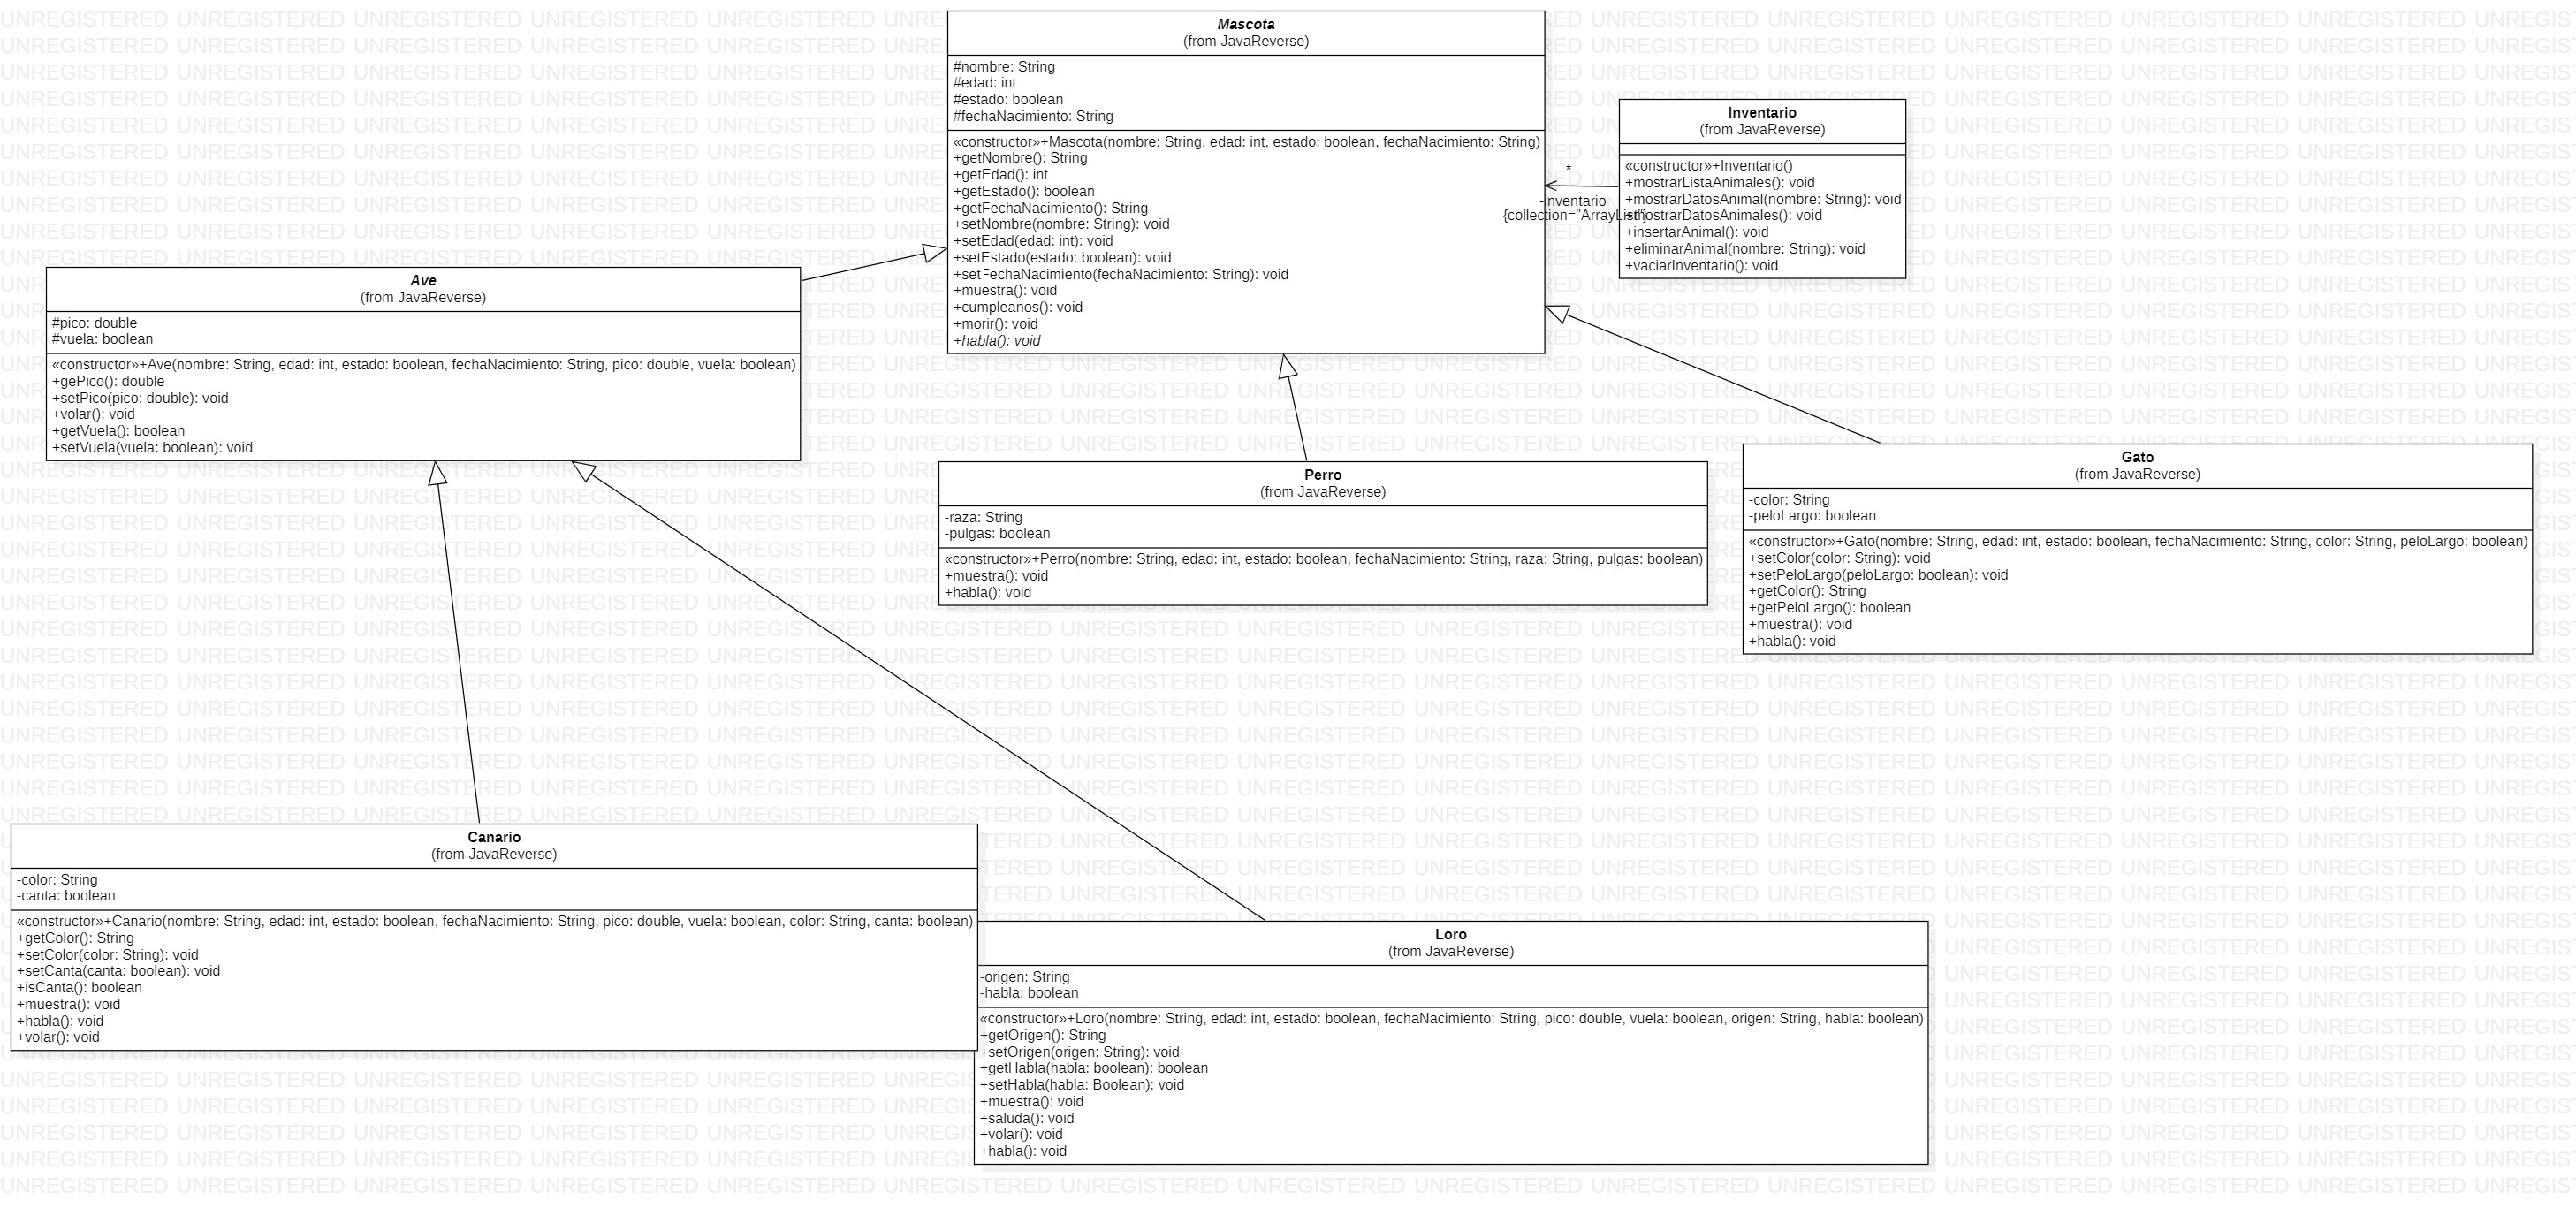 Mascota
(from JavaReverse)
#nombre: String
#edad: int
#estado: boolean
#fechaNacimiento: String
«constructor»+Mascota(nombre: String, edad: int, estado: boolean, fechaNacimiento: String)
+getNombre(): String
+getEdad(): int
+getEstado(): boolean
+getFechaNacimiento(): String
+setNombre(nombre: String): void
+setEdad(edad: int): void
+setEstado(estado: boolean): void
+setFechaNacimiento(fechaNacimiento: String): void
+muestra(): void
+cumpleanos(): void
+morir(): void
+habla(): void
*
-inventario
{collection="ArrayList"}
Inventario
(from JavaReverse)
«constructor»+Inventario()
+mostrarListaAnimales(): void
+mostrarDatosAnimal(nombre: String): void
+mostrarDatosAnimales(): void
+insertarAnimal(): void
+eliminarAnimal(nombre: String): void
+vaciarInventario(): void
Ave
(from JavaReverse)
#pico: double
#vuela: boolean
«constructor»+Ave(nombre: String, edad: int, estado: boolean, fechaNacimiento: String, pico: double, vuela: boolean)
+gePico(): double
+setPico(pico: double): void
+volar(): void
+getVuela(): boolean
+setVuela(vuela: boolean): void
Perro
(from JavaReverse)
-raza: String
-pulgas: boolean
«constructor»+Perro(nombre: String, edad: int, estado: boolean, fechaNacimiento: String, raza: String, pulgas: boolean)
+muestra(): void
+habla(): void
Gato
(from JavaReverse)
-color: String
-peloLargo: boolean
«constructor»+Gato(nombre: String, edad: int, estado: boolean, fechaNacimiento: String, color: String, peloLargo: boolean)
+setColor(color: String): void
+setPeloLargo(peloLargo: boolean): void
+getColor(): String
+getPeloLargo(): boolean
+muestra(): void
+habla(): void
Canario
(from JavaReverse)
-color: String
-canta: boolean
«constructor»+Canario(nombre: String, edad: int, estado: boolean, fechaNacimiento: String, pico: double, vuela: boolean, color: String, canta: boolean)
+getColor(): String
+setColor(color: String): void
+setCanta(canta: boolean): void
+isCanta(): boolean
+muestra(): void
+habla(): void
+volar(): void
Loro
(from JavaReverse)
-origen: String
-habla: boolean
«constructor»+Loro(nombre: String, edad: int, estado: boolean, fechaNacimiento: String, pico: double, vuela: boolean, origen: String, habla: boolean)
+getOrigen(): String
+setOrigen(origen: String): void
+getHabla(habla: boolean): boolean
+setHabla(habla: Boolean): void
+muestra(): void
+saluda(): void
+volar(): void
+habla(): void
UNREGISTERED